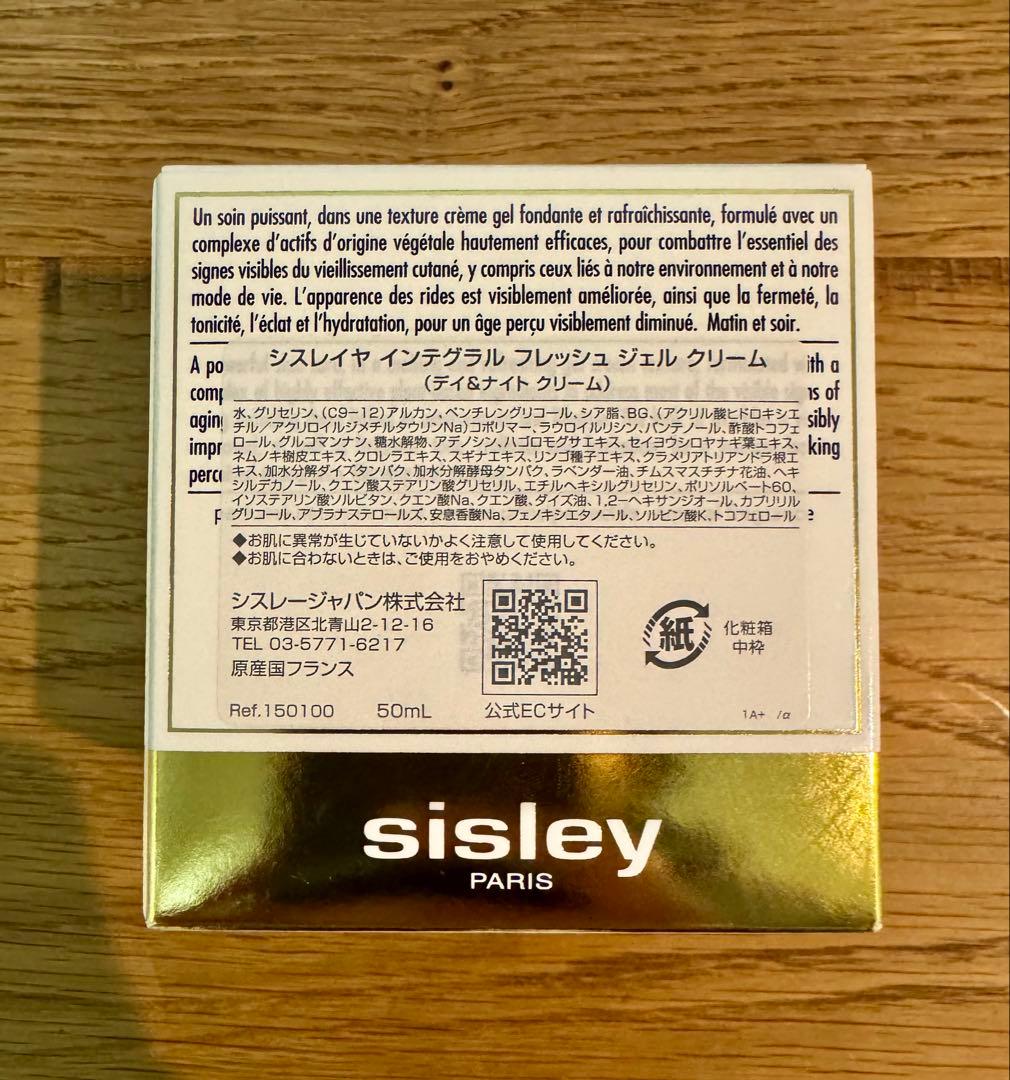 Un soin puissant, dans une texture crème gel fondante et rafraîchissante, formulé avec un
complexe d'actifs d'origine végétale hautement efficaces, pour combattre l'essentiel des
signes visibles du vieillissement cutané, y compris ceux liés à notre environnement et à notre
mode de vie. L'apparence des rides est visiblement améliorée, ainsi que la fermeté, la
tonicité, l'éclat et l'hydratation, pour un âge perçu visiblement diminué. Matin et soir.
シスレイヤ インテグラル フレッシュ ジェル クリーム
(デイ&ナイト クリーム)
水、グリセリン、(C9-12)アルカン、ペンチレングリコール、シア脂、BG、(アクリル酸ヒドロキシエ
チル/アクリロイルジメチルタウリンNa)コポリマー、ラウロイルリシン、パンテノール、酢酸トコフェ
ロール、グルコマンナン、糖水解物、アデノシン、ハゴロモグサエキス、セイヨウシロヤナギ葉エキス、
ネムノキ樹皮エキス、クロレラエキス、スギナエキス、リンゴ種子エキス、クラメリアトリアンドラ根エ
キス、加水分解ダイズタンパク、加水分解酵母タンパク、ラベンダー油、チムスマスチチナ花油、ヘキ
シルデカノール、クエン酸ステアリン酸グリセリル、エチルヘキシルグリセリン、ポリソルベート60、
イソステアリン酸ソルビタン、クエン酸Na、クエン酸、ダイズ油、1,2-ヘキサンジオール、カプリリル
グリコール、アブラナステロールズ、安息香酸Na、フェノキシエタノール、ソルビン酸K、トコフェロール
◆お肌に異常が生じていないかよく注意して使用してください。
◆お肌に合わないときは、ご使用をおやめください。
シスレージャパン株式会社
東京都港区北青山2-12-16
TEL 03-5771-6217
原産国フランス
紙
化粧箱
中枠
Ref.150100 50mL 公式ECサイト 1A+ /α
sisley
PARIS